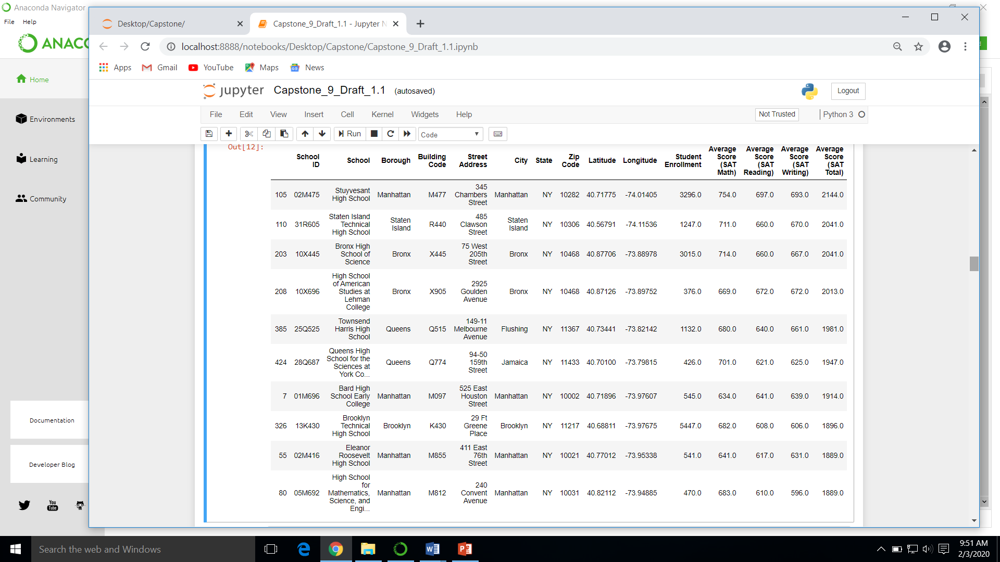 Anaconda Navigator
File Help
ANACO
Home
Environments
Learning
Community
Documentation
Developer Blog
You Tube
Desktop/Capstone/
Capstone_9_Draft_1.1 - Jupyter N
localhost:8888/notebooks/Desktop/Capstone/Capstone_9_Draft_1.1.ipynb
Apps Gmail YouTube Maps News
jupyter Capstone_9_Draft_1.1 (autosaved)
Logout
File Edit View Insert Cell Kernel Widgets Help
Not Trusted
Python 3
Run
Code
Out[12]:
School ID School Borough Building Code Street Address City State Zip Code Latitude Longitude Student Enrollment Average Score (SAT Math) Average Score (SAT Reading) Average Score (SAT Writing) Average Score (SAT Total)
105 02M475 Stuyvesant High School Manhattan M477 345 Chambers Street Manhattan NY 10282 40.71775 -74.01405 3296.0 754.0 697.0 693.0 2144.0
110 31R605 Staten Island Technical High School Staten Island R440 485 Clawson Street Staten Island NY 10306 40.56791 -74.11536 1247.0 711.0 660.0 670.0 2041.0
203 10X445 Bronx High School of Science Bronx X445 75 West 205th Street Bronx NY 10468 40.87706 -73.88978 3015.0 714.0 660.0 667.0 2041.0
208 10X696 High School of American Studies at Lehman College Bronx X905 2925 Goulden Avenue Bronx NY 10468 40.87126 -73.89752 376.0 669.0 672.0 672.0 2013.0
385 25Q525 Townsend Harris High School Queens Q515 149-11 Melbourne Avenue Flushing NY 11367 40.73441 -73.82142 1132.0 680.0 640.0 661.0 1981.0
424 28Q687 Queens High School for the Sciences at York Co... Queens Q774 94-50 159th Street Jamaica NY 11433 40.70100 -73.79815 426.0 701.0 621.0 625.0 1947.0
7 01M696 Bard High School Early College Manhattan M097 525 East Houston Street Manhattan NY 10002 40.71896 -73.97607 545.0 634.0 641.0 639.0 1914.0
326 13K430 Brooklyn Technical High School Brooklyn K430 29 Ft Greene Place Brooklyn NY 11217 40.68811 -73.97675 5447.0 682.0 608.0 606.0 1896.0
55 02M416 Eleanor Roosevelt High School Manhattan M855 411 East 76th Street Manhattan NY 10021 40.77012 -73.95338 541.0 641.0 617.0 631.0 1889.0
80 05M692 High School for Mathematics, Science, and Engi... Manhattan M812 240 Convent Avenue Manhattan NY 10031 40.82112 -73.94885 470.0 683.0 610.0 596.0 1889.0
Search the web and Windows
9:51 AM
2/3/2020